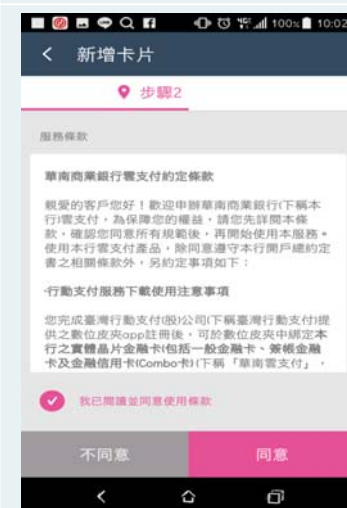 100% 10:02
新增卡片
步驟2
服務條款
華南商業銀行雲支付約定條款
親愛的客戶您好！歡迎申辦華南商業銀行(下稱本
行)雲支付，為保障您的權益，請您先詳閱本條
款，確認您同意所有規範後，再開始使用本服務。
使用本行雲支付產品，除同意遵守本行開戶總約定
書之相關條款外，另約定事項如下：
‧行動支付服務下載使用注意事項
您完成臺灣行動支付(股)公司(下稱臺灣行動支付)提
供之數位皮夾app註冊後，可於數位皮夾中綁定本
行之實體晶片金融卡(包括一般金融卡、簽帳金融
卡及金融信用卡(Combo卡)(下稱「華南雲支付」，
我已閱讀並同意使用條款
不同意
同意